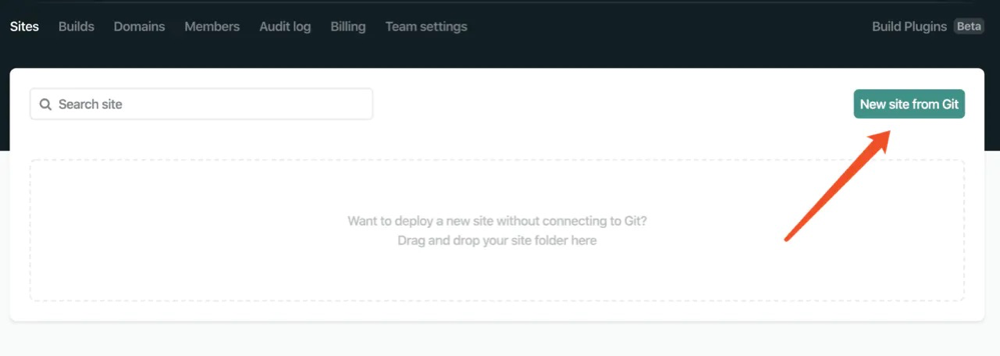 Sites Builds Domains Members Audit log Billing Team settings Build Plugins Beta
Search site New site from Git
Want to deploy a new site without connecting to Git?
Drag and drop your site folder here